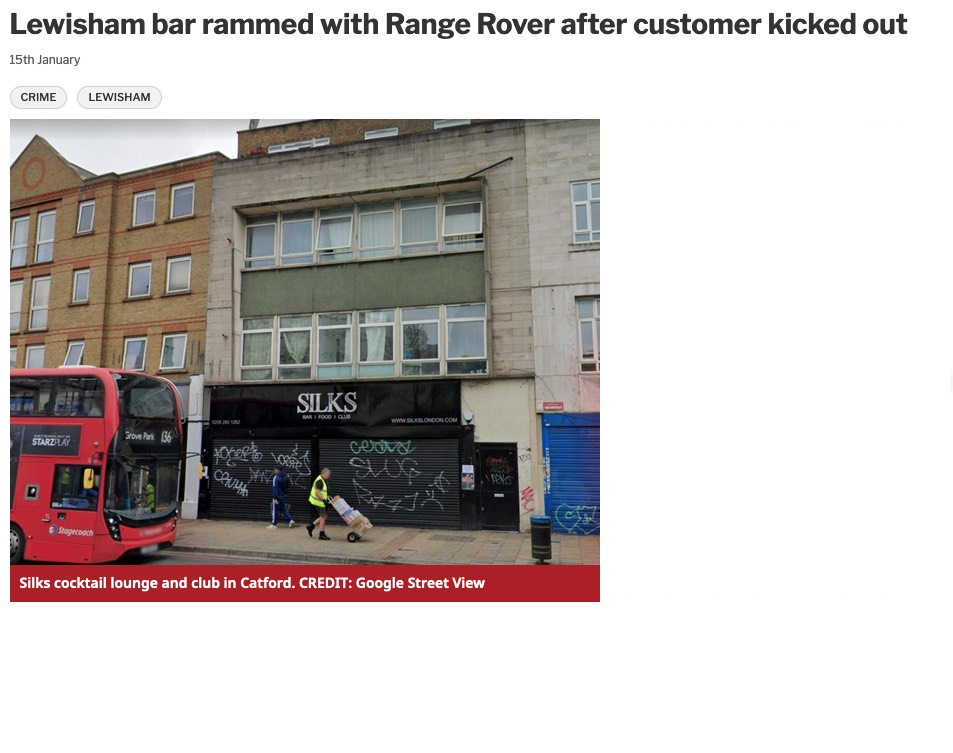 Lewisham bar rammed with Range Rover after customer kicked out
15th January
CRIME LEWISHAM
SILKS
BAR | FOOD | CLUB
WWW.SILKSLONDON.COM
Grove Park 136
STARZPLAY
SLUG
Stagecoach
Silks cocktail lounge and club in Catford. CREDIT: Google Street View